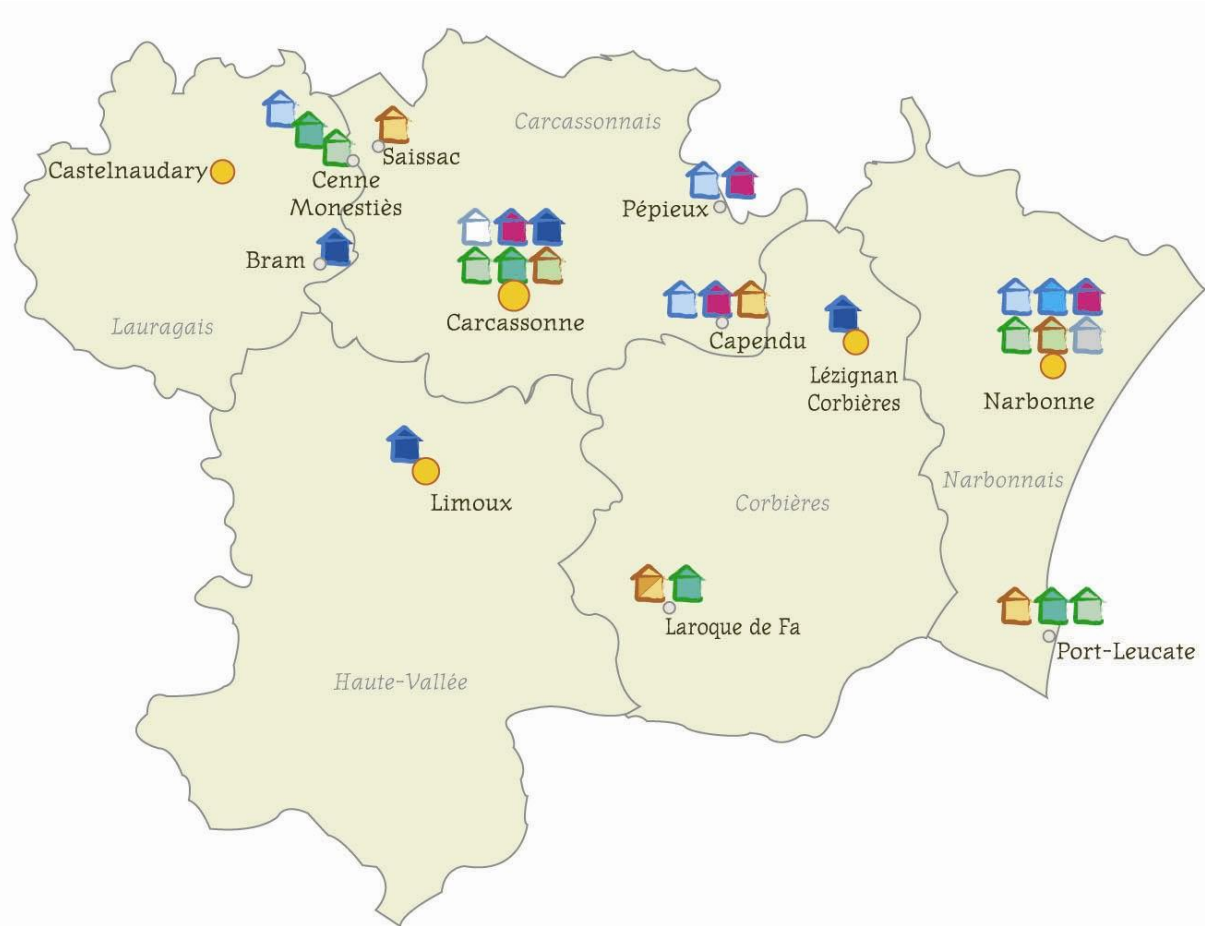 Carcassonnais
Castelnaudary
Saissac
Cenne
Monestiès
Pépieux
Bram
Lauragais
Carcassonne
Capendu
Lézignan
Corbières
Narbonne
Limoux
Corbières
Narbonnais
Laroque de Fa
Port-Leucate
Haute-Vallée